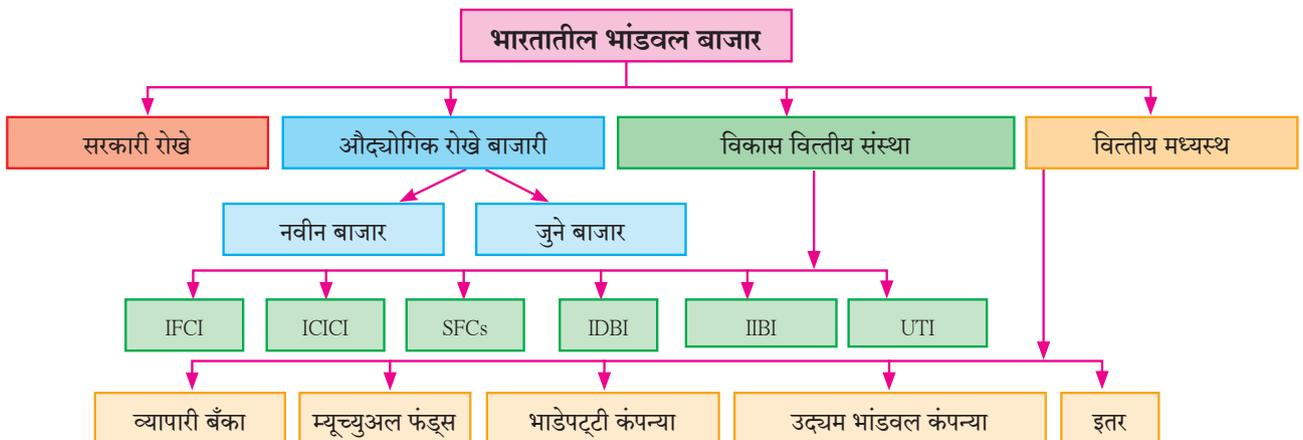 भारतातील भांडवल बाजार
सरकारी रोखे
औद्योगिक रोखे बाजारी
विकास वित्तीय संस्था
वित्तीय मध्यस्थ
नवीन बाजार
जुने बाजार
IFCI
ICICI
SFCs
IDBI
IIBI
UTI
व्यापारी बँका
म्यूच्युअल फंड्स
भाडेपट्टी कंपन्या
उद्यम भांडवल कंपन्या
इतर